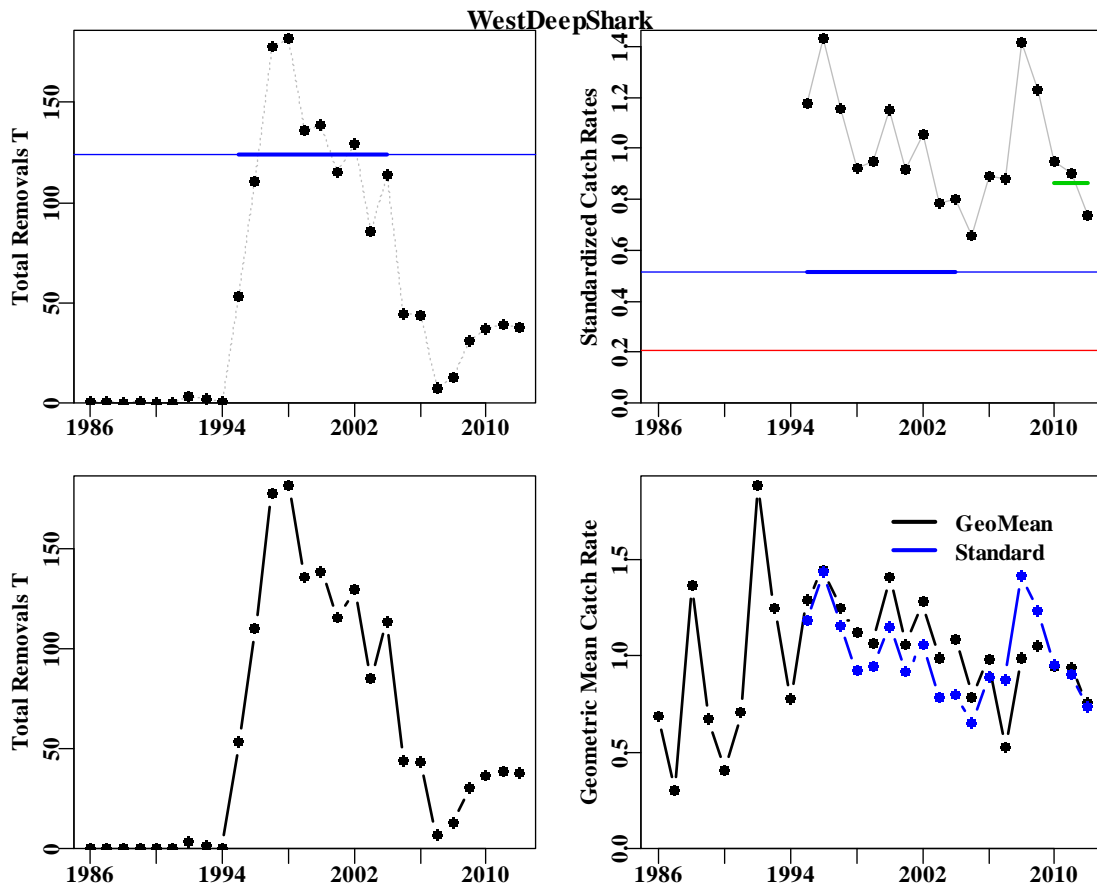 WestDeepShark
Total Removals T
0 50 100 150
1986 1994 2002 2010
Standardized Catch Rates
0.0 0.2 0.4 0.6 0.8 1.0 1.2 1.4
1986 1994 2002 2010
Total Removals T
0 50 100 150
1986 1994 2002 2010
Geometric Mean Catch Rate
0.0 0.5 1.0 1.5
GeoMean
Standard
1986 1994 2002 2010